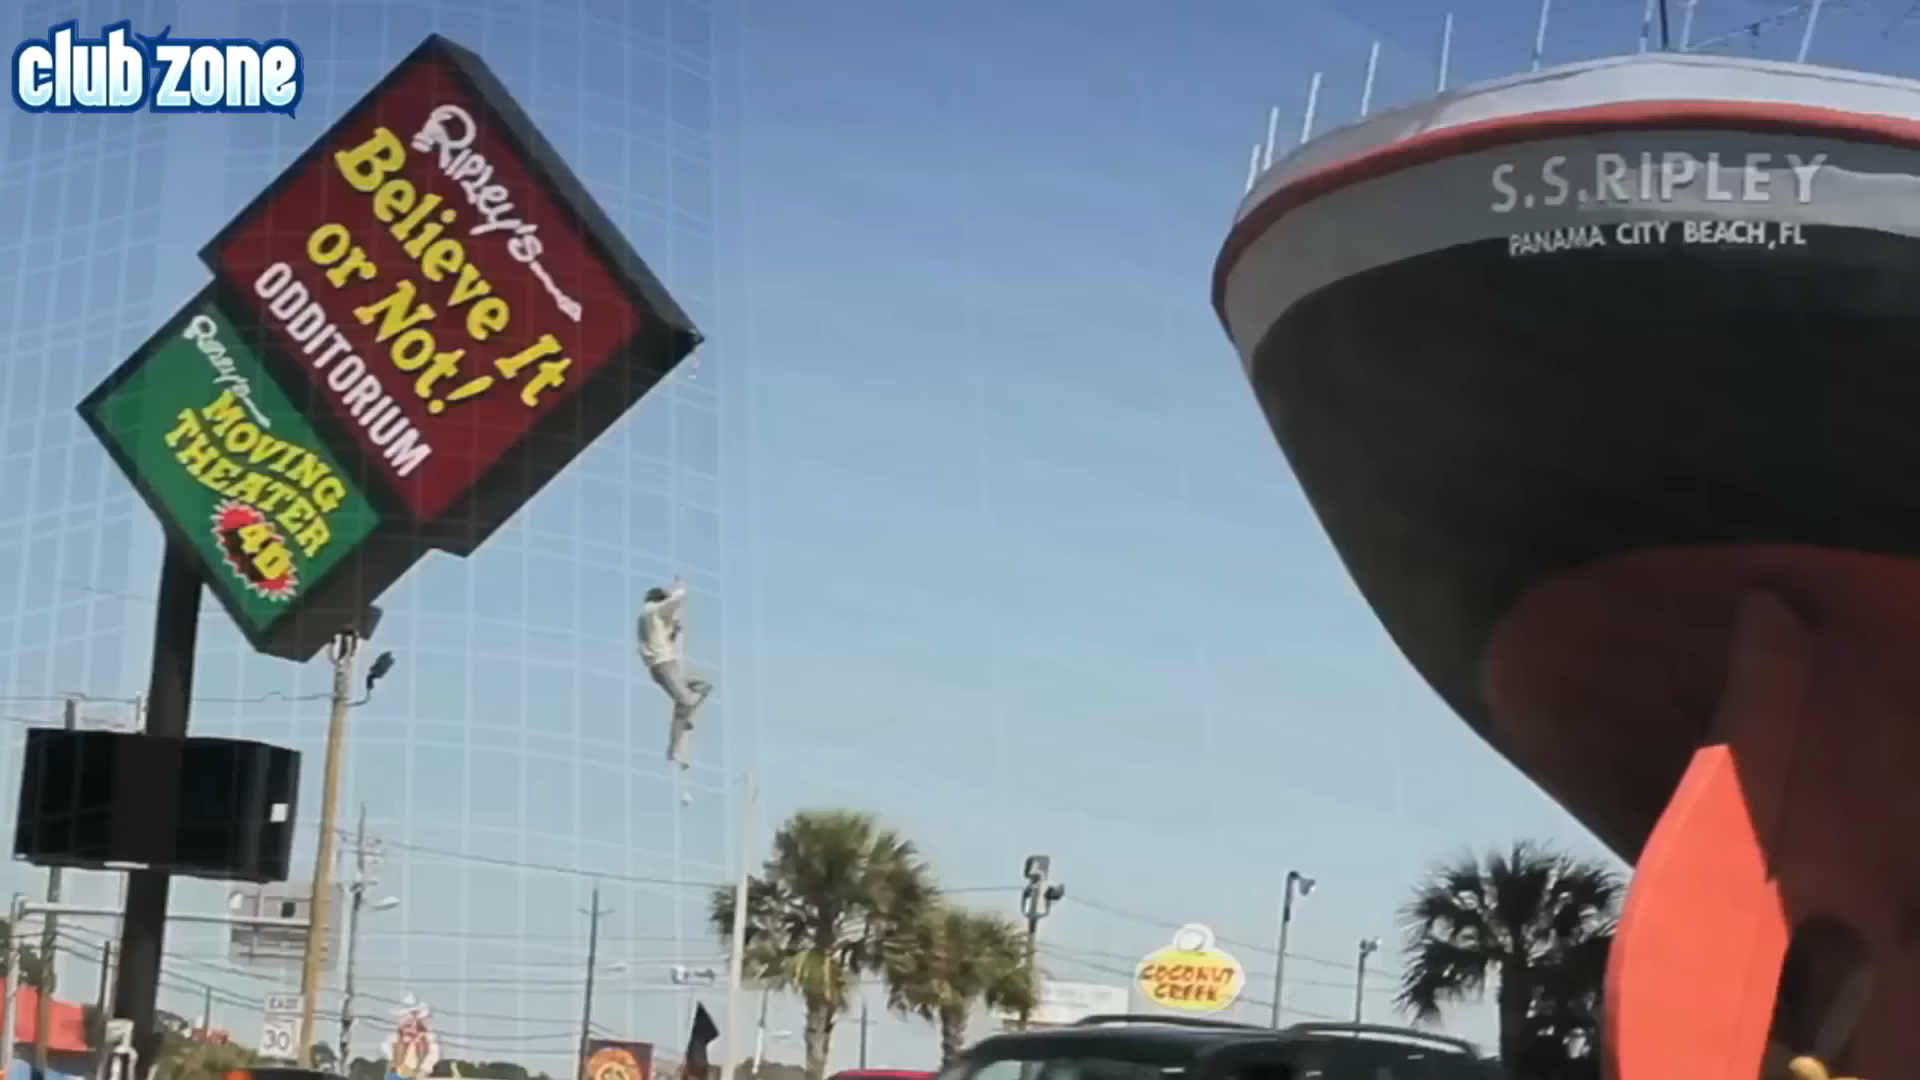 club zone
Ripley's
Believe It
or Not!
ODDITORIUM
Ripley's
MOVING
THEATER
4D
S.S.RIPLEY
PANAMA CITY BEACH, FL
COCONUT
CREEK
30